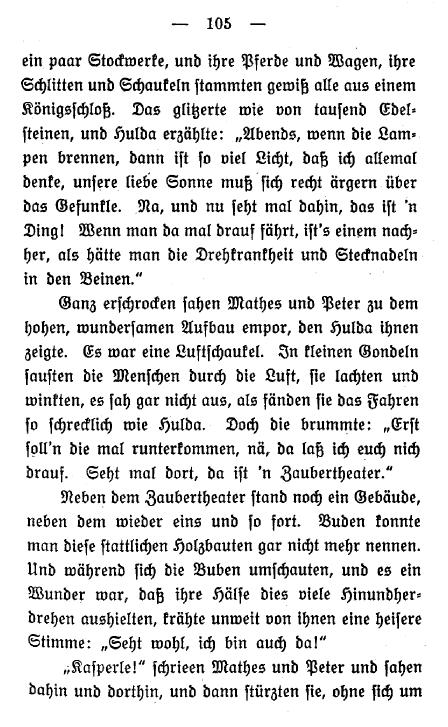 — 105 —
ein paar Stockwerke, und ihre Pferde und Wagen, ihre
Schlitten und Schaukeln stammten gewiß alle aus einem
Königsschloß. Das glitzerte wie von tausend Edel-
steinen, und Hulda erzählte: „Abends, wenn die Lam-
pen brennen, dann ist so viel Licht, daß ich allemal
denke, unsere liebe Sonne muß sich recht ärgern über
das Gefunkle. Na, und nu seht mal dahin, das ist 'n
Ding! Wenn man da mal drauf fährt, ist's einem nach-
her, als hätte man die Drehkrankheit und Stecknadeln
in den Beinen.“
Ganz erschrocken sahen Mathes und Peter zu dem
hohen, wundersamen Aufbau empor, den Hulda ihnen
zeigte. Es war eine Luftschaukel. In kleinen Gondeln
sausten die Menschen durch die Luft, sie lachten und
winkten, es sah gar nicht aus, als fänden sie das Fahren
so schrecklich wie Hulda. Doch die brummte: „Erst
soll'n die mal runterkommen, nä, da laß ich euch nich
drauf. Seht mal dort, da ist 'n Zaubertheater.“
Neben dem Zaubertheater stand noch ein Gebäude,
neben dem wieder eins und so fort. Buden konnte
man diese stattlichen Holzbauten gar nicht mehr nennen.
Und während sich die Buben umschauten, und es ein
Wunder war, daß ihre Hälse dies viele Hinundher-
drehen aushielten, krähte unweit von ihnen eine heisere
Stimme: „Seht wohl, ich bin auch da!“
„Kasperle!“ schrieen Mathes und Peter und sahen
dahin und dorthin, und dann stürzten sie, ohne sich um